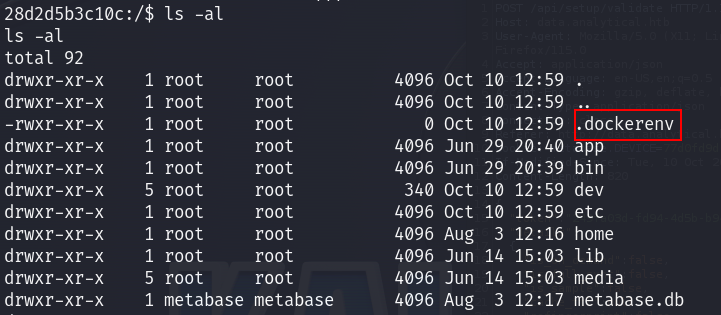 28d2d5b3c10c:/$ ls -al
ls -al
total 92
drwxr-xr-x    1 root     root          4096 Oct 10 12:59 .
drwxr-xr-x    1 root     root          4096 Oct 10 12:59 ..
-rwxr-xr-x    1 root     root             0 Oct 10 12:59 .dockerenv
drwxr-xr-x    1 root     root          4096 Jun 29 20:40 app
drwxr-xr-x    1 root     root          4096 Jun 29 20:39 bin
drwxr-xr-x    5 root     root           340 Oct 10 12:59 dev
drwxr-xr-x    1 root     root          4096 Oct 10 12:59 etc
drwxr-xr-x    1 root     root          4096 Aug  3 12:16 home
drwxr-xr-x    1 root     root          4096 Jun 14 15:03 lib
drwxr-xr-x    5 root     root          4096 Jun 14 15:03 media
drwxr-xr-x    1 metabase metabase      4096 Aug  3 12:17 metabase.db